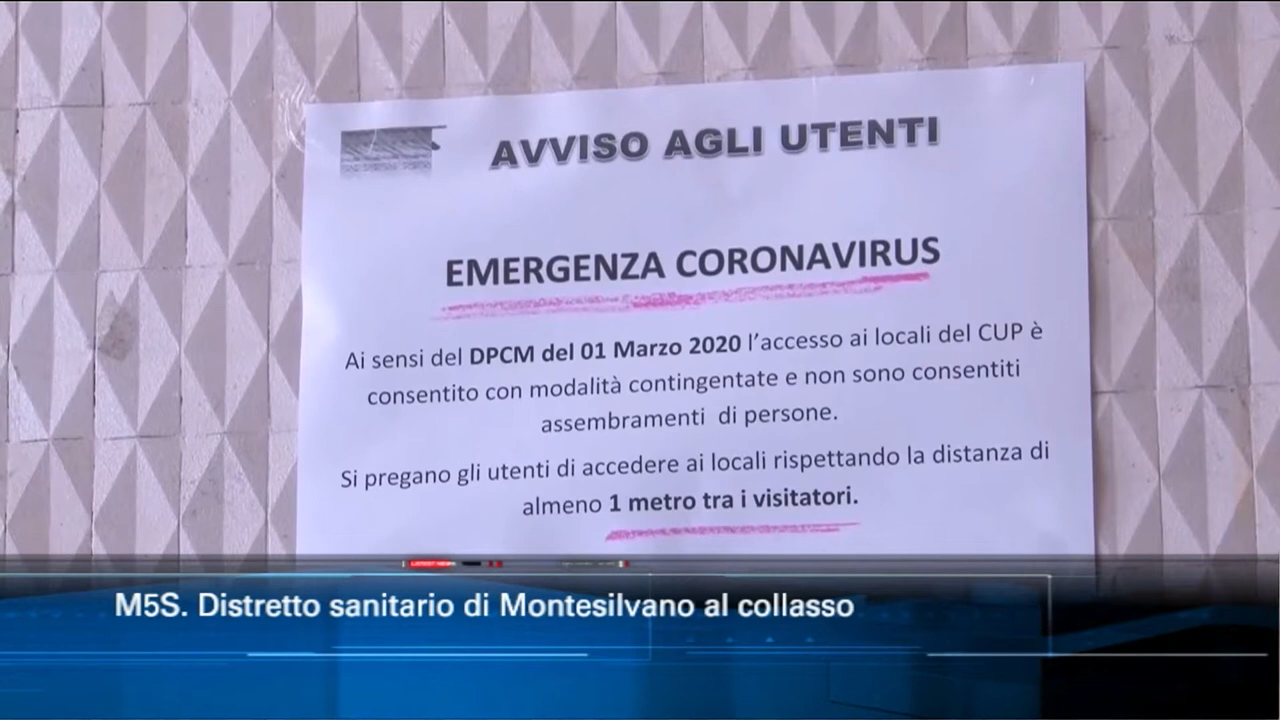 AVVISO AGLI UTENTI
EMERGENZA CORONAVIRUS
Ai sensi del DPCM del 01 Marzo 2020 l'accesso ai locali del CUP è
consentito con modalità contingentate e non sono consentiti
assembramenti di persone.
Si pregano gli utenti di accedere ai locali rispettando la distanza di
almeno 1 metro tra i visitatori.
LATEST NEWS
M5S. Distretto sanitario di Montesilvano al collasso